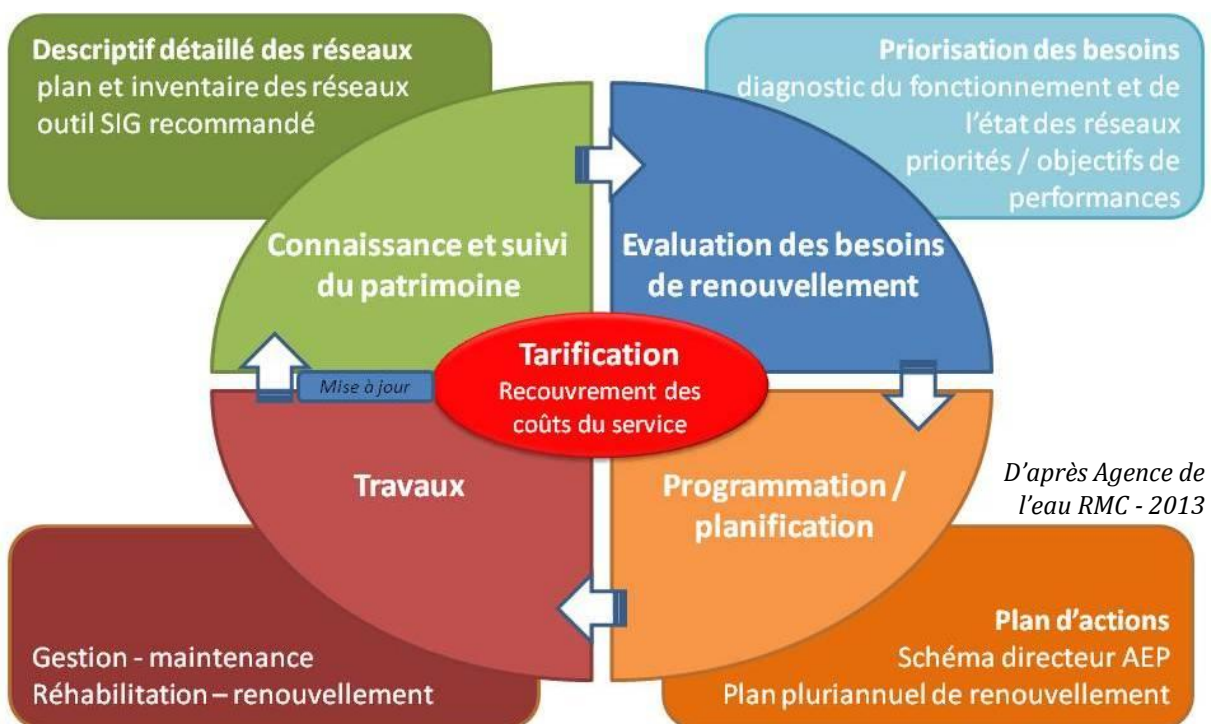 Descriptif détaillé des réseaux
plan et inventaire des réseaux
outil SIG recommandé
Priorisation des besoins
diagnostic du fonctionnement et de
l'état des réseaux
priorités / objectifs de
performances
Connaissance et suivi
du patrimoine
Evaluation des besoins
de renouvellement
Tarification
Recouvrement des
coûts du service
Mise à jour
Travaux
Programmation /
planification
D'après Agence de
l'eau RMC - 2013
Gestion - maintenance
Réhabilitation – renouvellement
Plan d'actions
Schéma directeur AEP
Plan pluriannuel de renouvellement